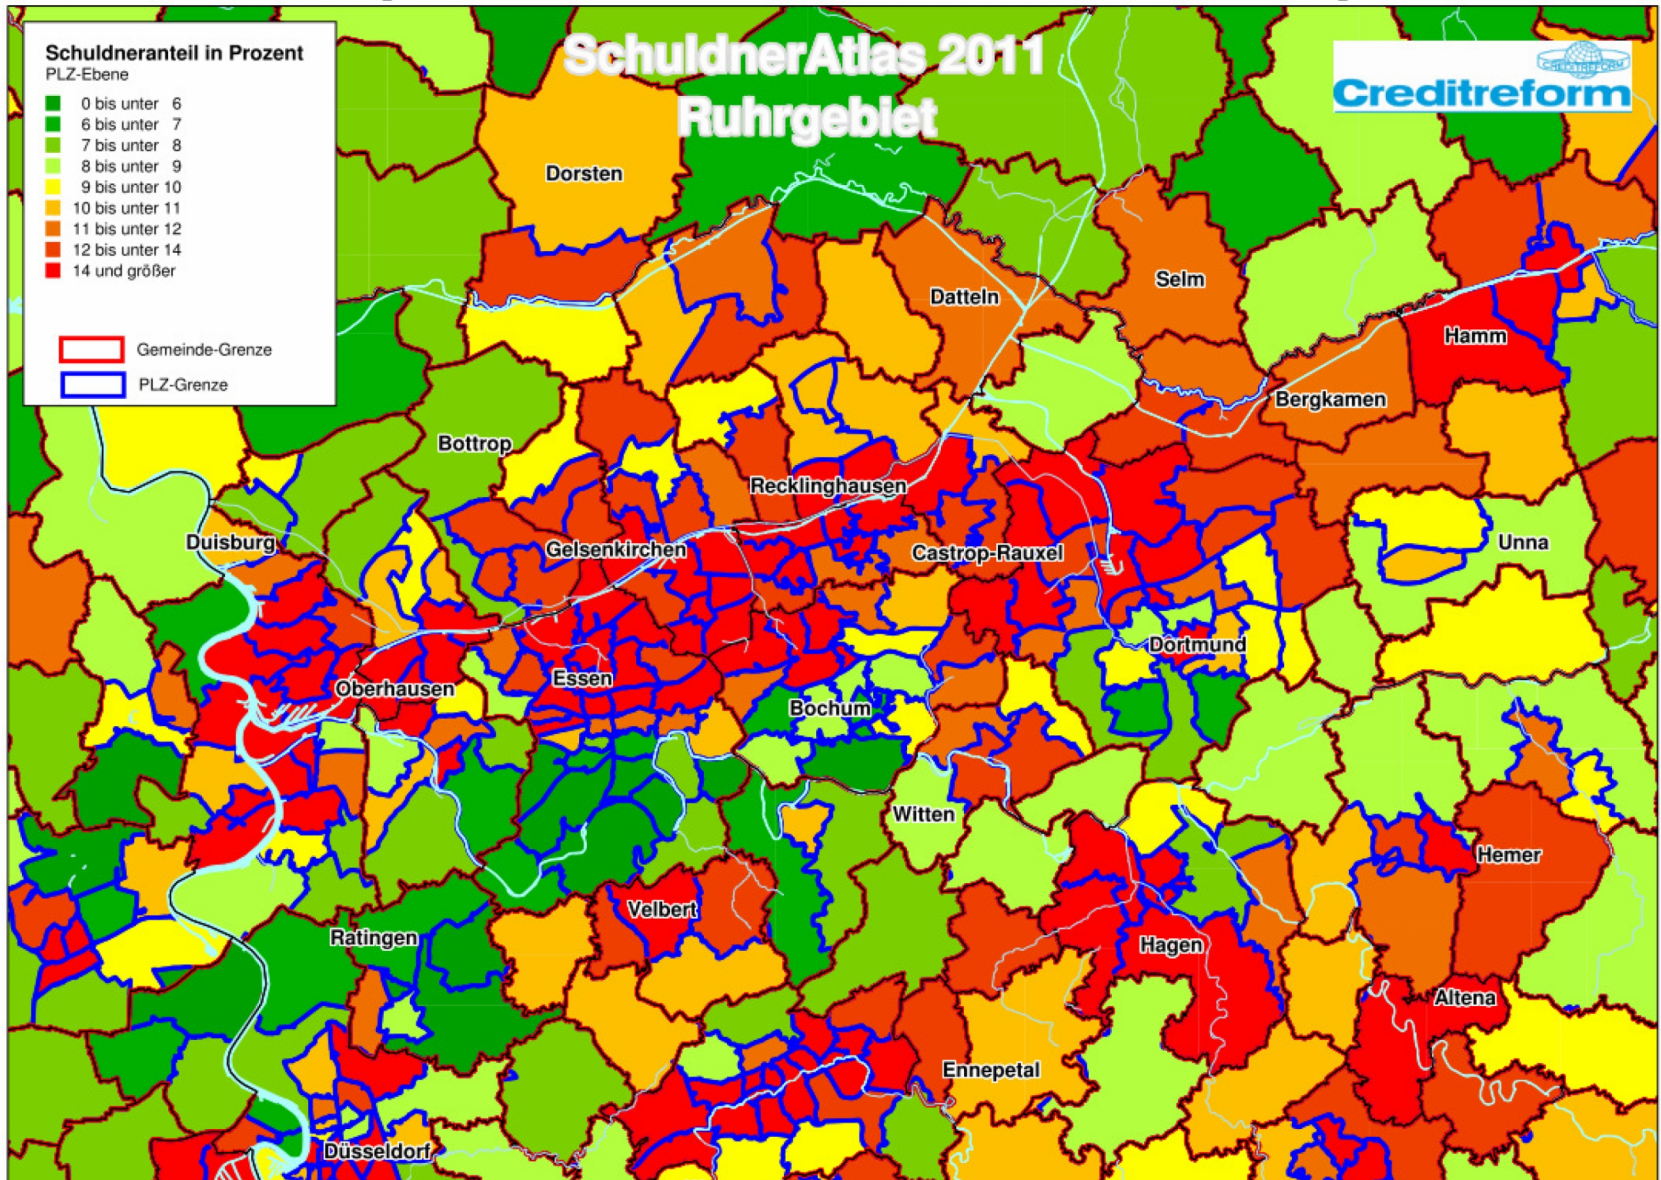 SchuldnerAtlas 2011
Ruhrgebiet
CREDITREFORM
Creditreform
Schuldneranteil in Prozent
PLZ-Ebene
0 bis unter 6
6 bis unter 7
7 bis unter 8
8 bis unter 9
9 bis unter 10
10 bis unter 11
11 bis unter 12
12 bis unter 14
14 und größer
Gemeinde-Grenze
PLZ-Grenze
Dorsten
Datteln
Selm
Hamm
Bergkamen
Bottrop
Recklinghausen
Duisburg
Gelsenkirchen
Castrop-Rauxel
Unna
Dortmund
Oberhausen
Essen
Bochum
Witten
Hemer
Velbert
Ratingen
Hagen
Altena
Ennepetal
Düsseldorf